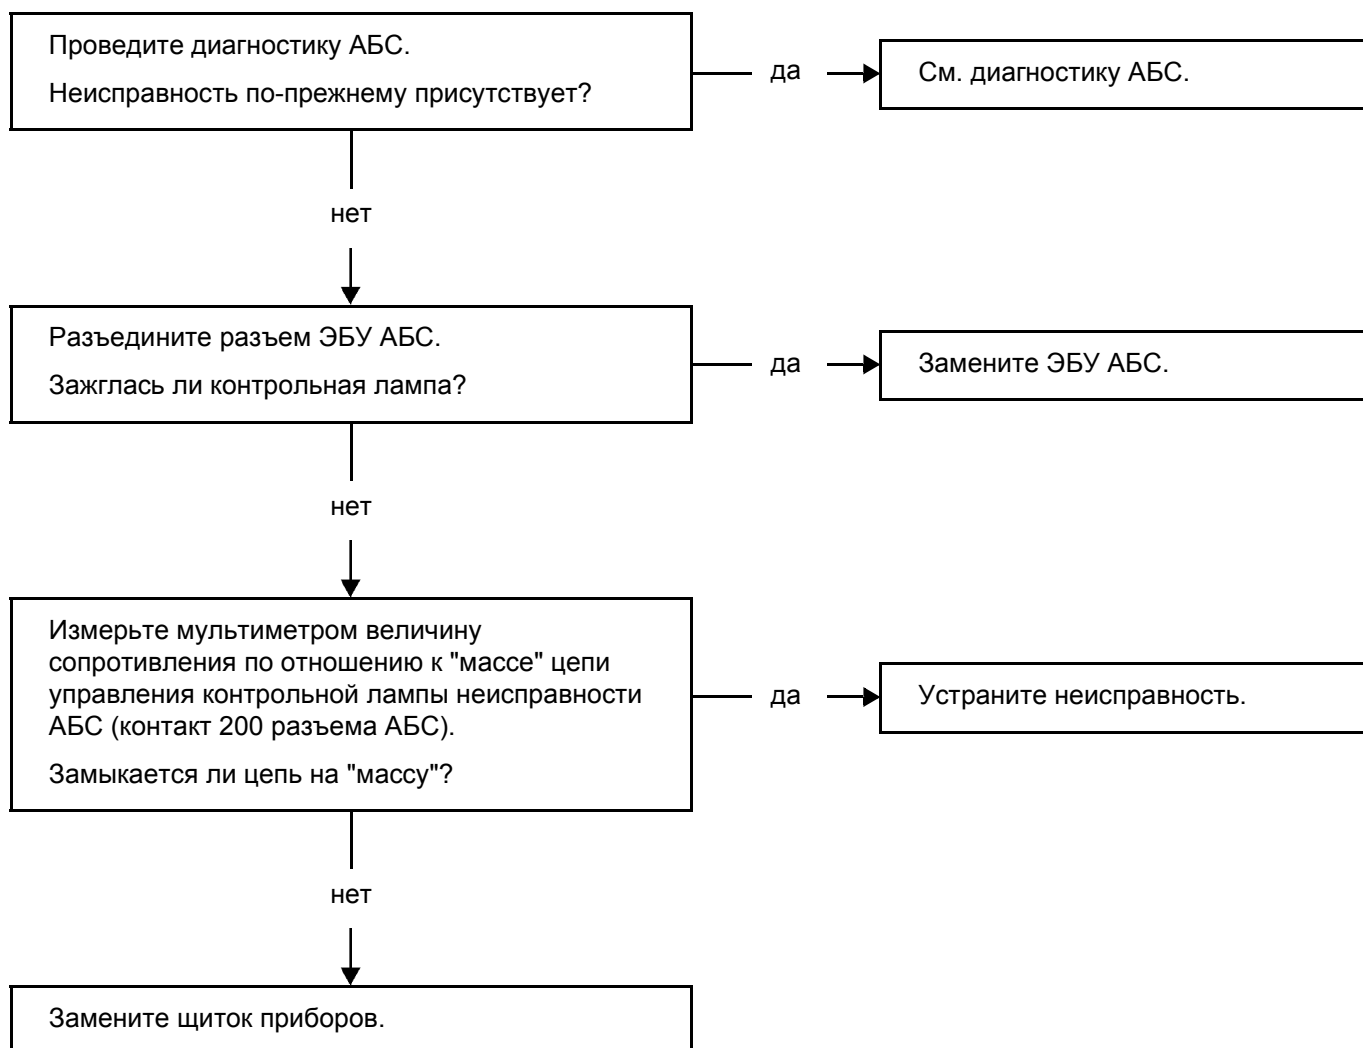 Проведите диагностику АБС.
Неисправность по-прежнему присутствует?
да
См. диагностику АБС.
нет
Разъедините разъем ЭБУ АБС.
Зажглась ли контрольная лампа?
да
Замените ЭБУ АБС.
нет
Измерьте мультиметром величину
сопротивления по отношению к "массе" цепи
управления контрольной лампы неисправности
АБС (контакт 200 разъема АБС).
Замыкается ли цепь на "массу"?
да
Устраните неисправность.
нет
Замените щиток приборов.